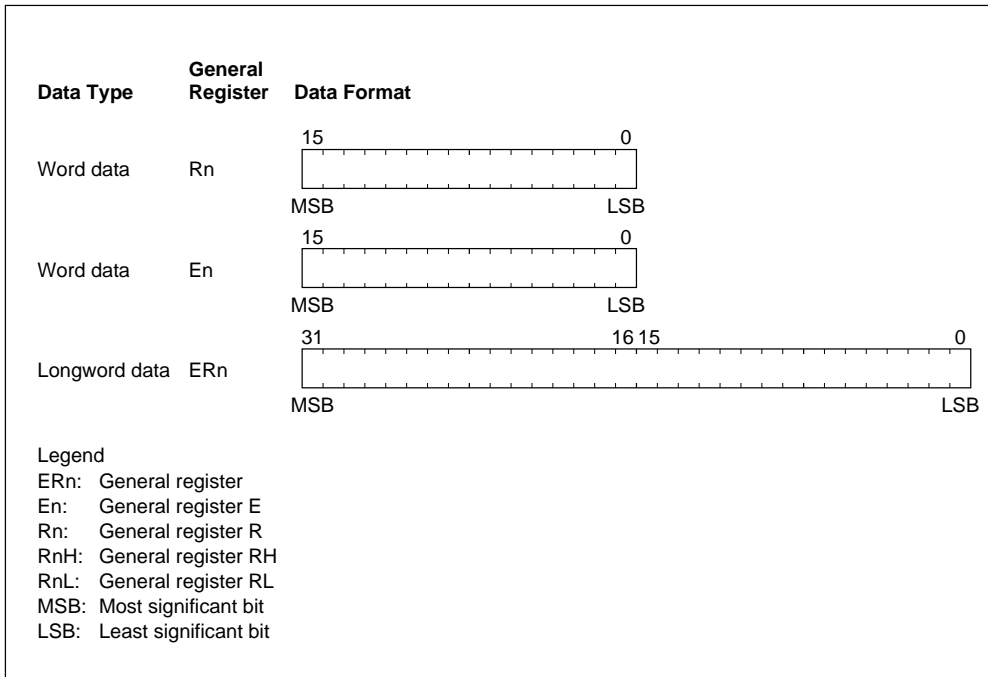 General
Data Type Register Data Format
15 0
Word data Rn
MSB LSB
15 0
Word data En
MSB LSB
31 16 15 0
Longword data ERn
MSB LSB
Legend
ERn: General register
En: General register E
Rn: General register R
RnH: General register RH
RnL: General register RL
MSB: Most significant bit
LSB: Least significant bit